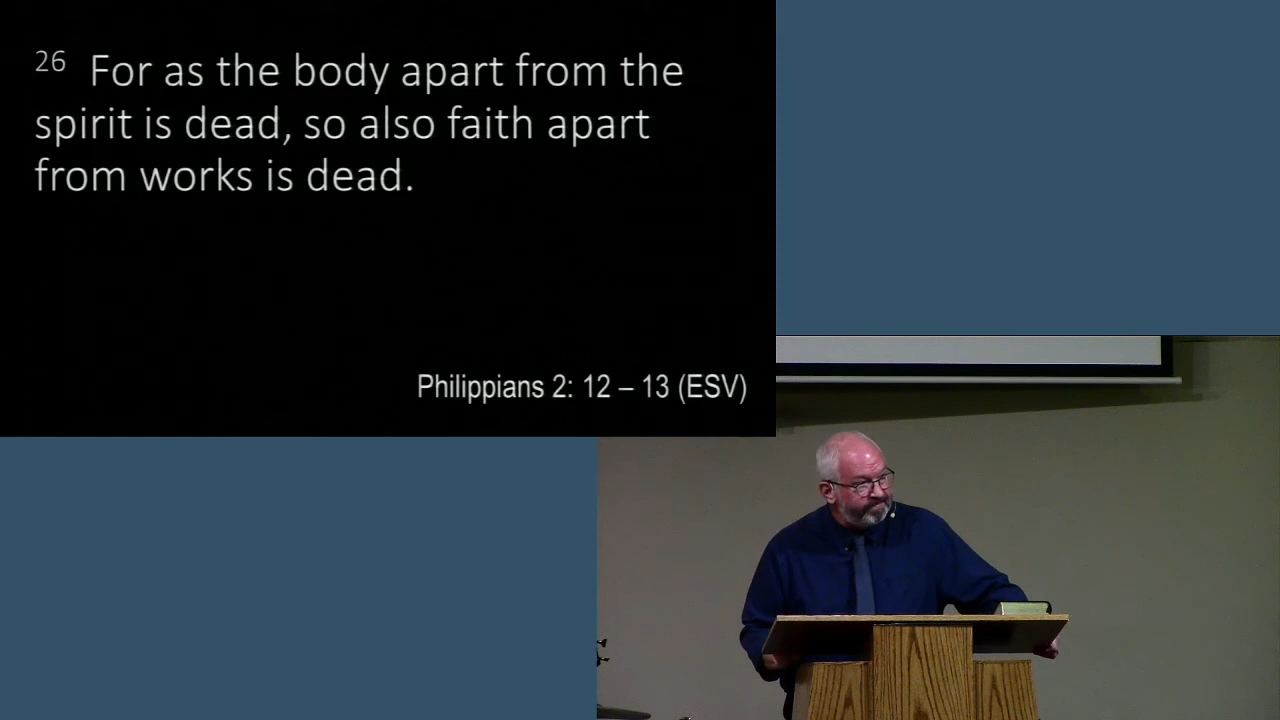 26 For as the body apart from the
spirit is dead, so also faith apart
from works is dead.
Philippians 2: 12 – 13 (ESV)